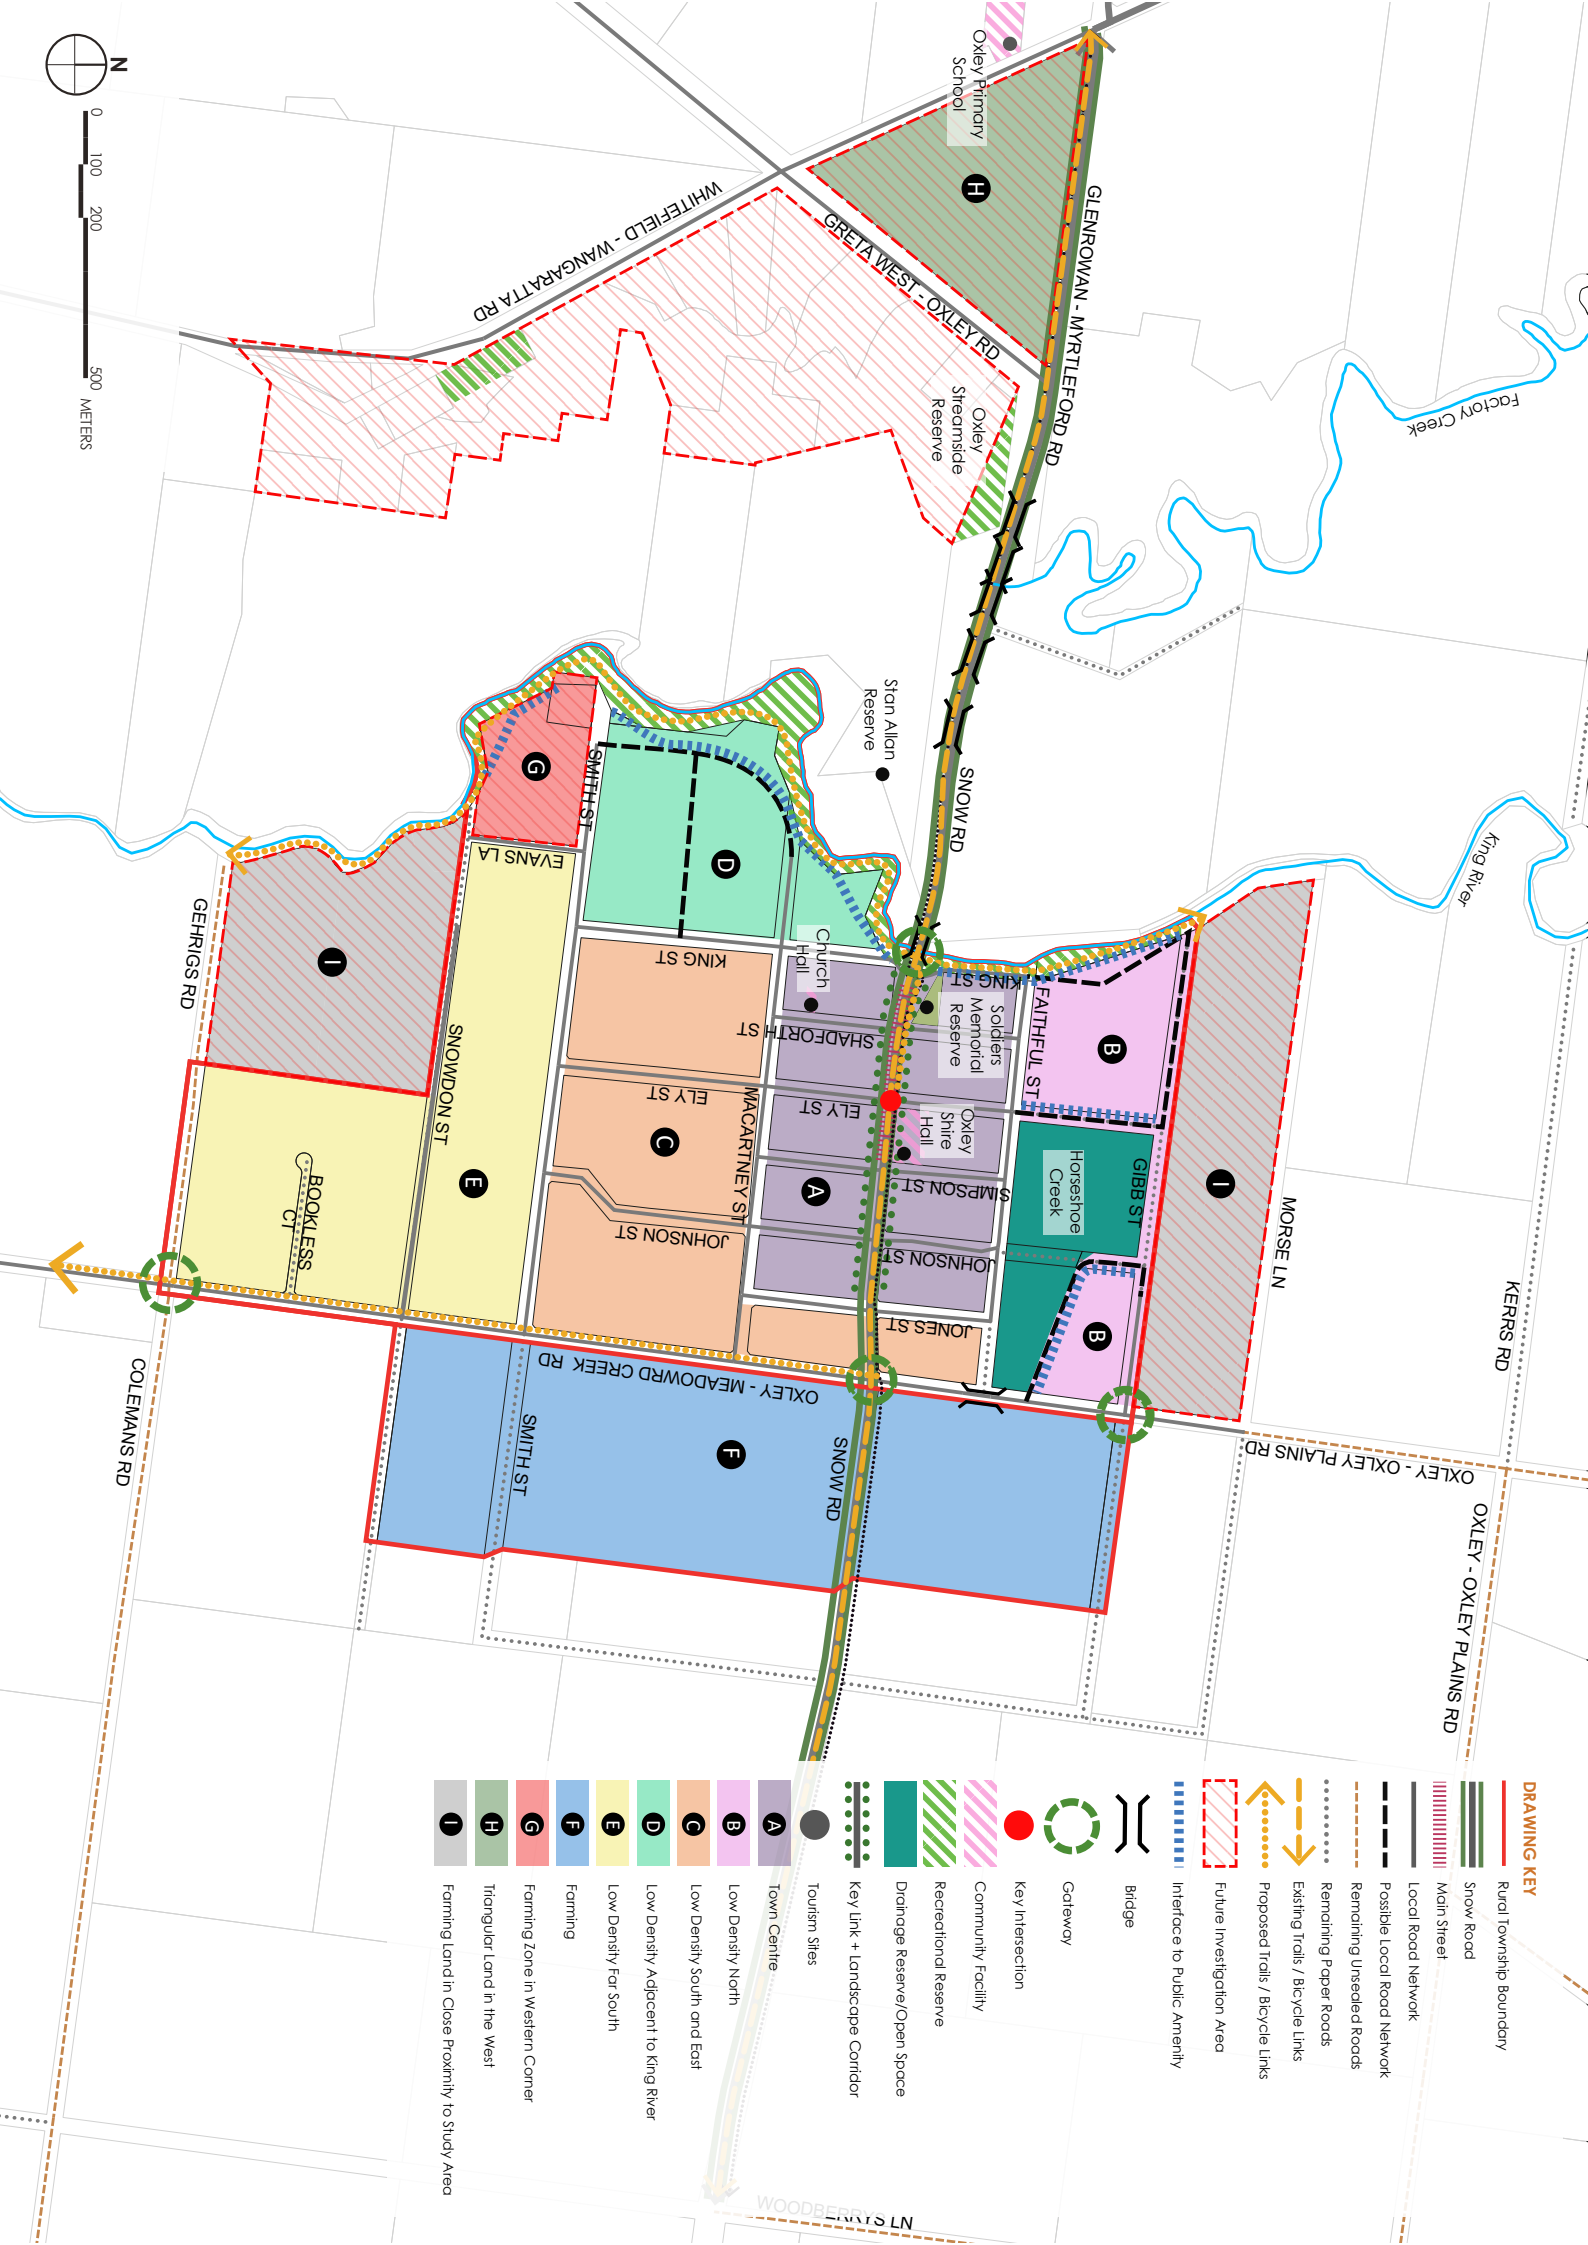 N
0
100
200
500
METERS
Oxley Primary
School
H
GLENROWAN - MYRTLEFORD RD
WHITEFIELD - WANGARATTA RD
GRETA WEST - OXLEY RD
Oxley
Streamside
Reserve
Factory Creek
Stan Allan
Reserve
SNOW RD
King River
G
SMITH ST
EVANS LA
D
I
GEHRIGS RD
KING ST
Church
Hall
KING ST
Soldiers
Memorial
Reserve
FAITHFUL ST
B
SHADFORTH ST
SNOWDON ST
ELY ST
MACARTNEY ST
ELY ST
C
Oxley
Shire
Hall
Horseshoe
Creek
GIBB ST
I
MORSE LN
E
A
SIMPSON ST
BOOKLESS
CT
JOHNSON ST
JOHNSON ST
JONES ST
B
KERRS RD
COLEMANS RD
OXLEY - MEADOWRD CREEK RD
F
SMITH ST
SNOW RD
OXLEY - OXLEY PLAINS RD
OXLEY - OXLEY PLAINS RD
WOODBERRYS LN
DRAWING KEY
Rural Township Boundary
Snow Road
Main Street
Local Road Network
Possible Local Road Network
Remaining Unsealed Roads
Remaining Paper Roads
Existing Trails / Bicycle Links
Proposed Trails / Bicycle Links
Future Investigation Area
Interface to Public Amenity
Bridge
Gateway
Key Intersection
Community Facility
Recreational Reserve
Drainage Reserve/Open Space
Key Link + Landscape Corridor
Tourism Sites
A Town Centre
B Low Density North
C Low Density South and East
D Low Density Adjacent to King River
E Low Density Far South
F Farming
G Farming Zone in Western Corner
H Triangular Land in the West
I Farming Land in Close Proximity to Study Area